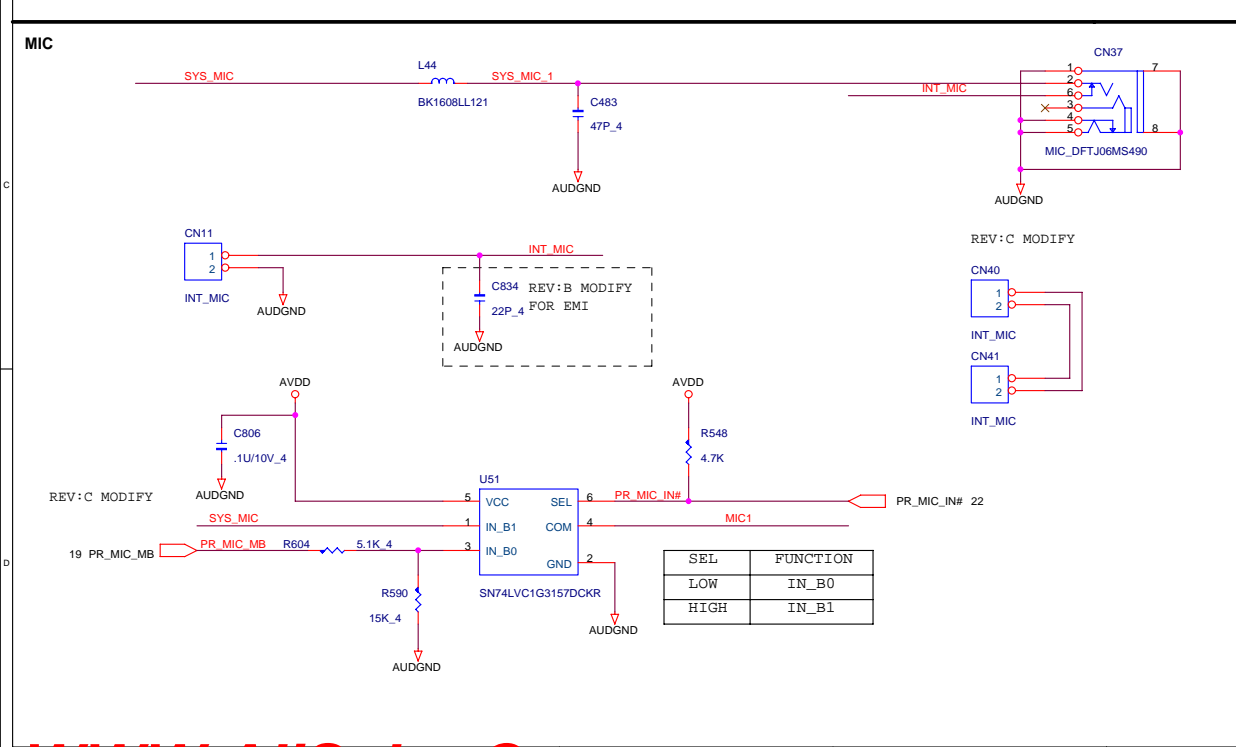 MIC
L44
CN37
SYS_MIC
SYS_MIC_1
INT_MIC
BK1608LL121
C483
47P_4
1
2
6
3
4
5
7
8
MIC_DFTJ06MS490
AUDGND
AUDGND
C
REV:C MODIFY
CN11
1
2
INT_MIC
INT_MIC
AUDGND
C834
22P_4
REV:B MODIFY
FOR EMI
AUDGND
CN40
1
2
INT_MIC
CN41
1
2
INT_MIC
AVDD
AVDD
C806
.1U/10V_4
AUDGND
R548
4.7K
REV:C MODIFY
U51
5 VCC
SEL 6
PR_MIC_IN#
PR_MIC_IN# 22
SYS_MIC
1 IN_B1
COM 4
MIC1
19 PR_MIC_MB
PR_MIC_MB
R604
5.1K_4
3 IN_B0
GND 2
D
SN74LVC1G3157DCKR
R590
15K_4
AUDGND
AUDGND
SEL FUNCTION
LOW IN_B0
HIGH IN_B1